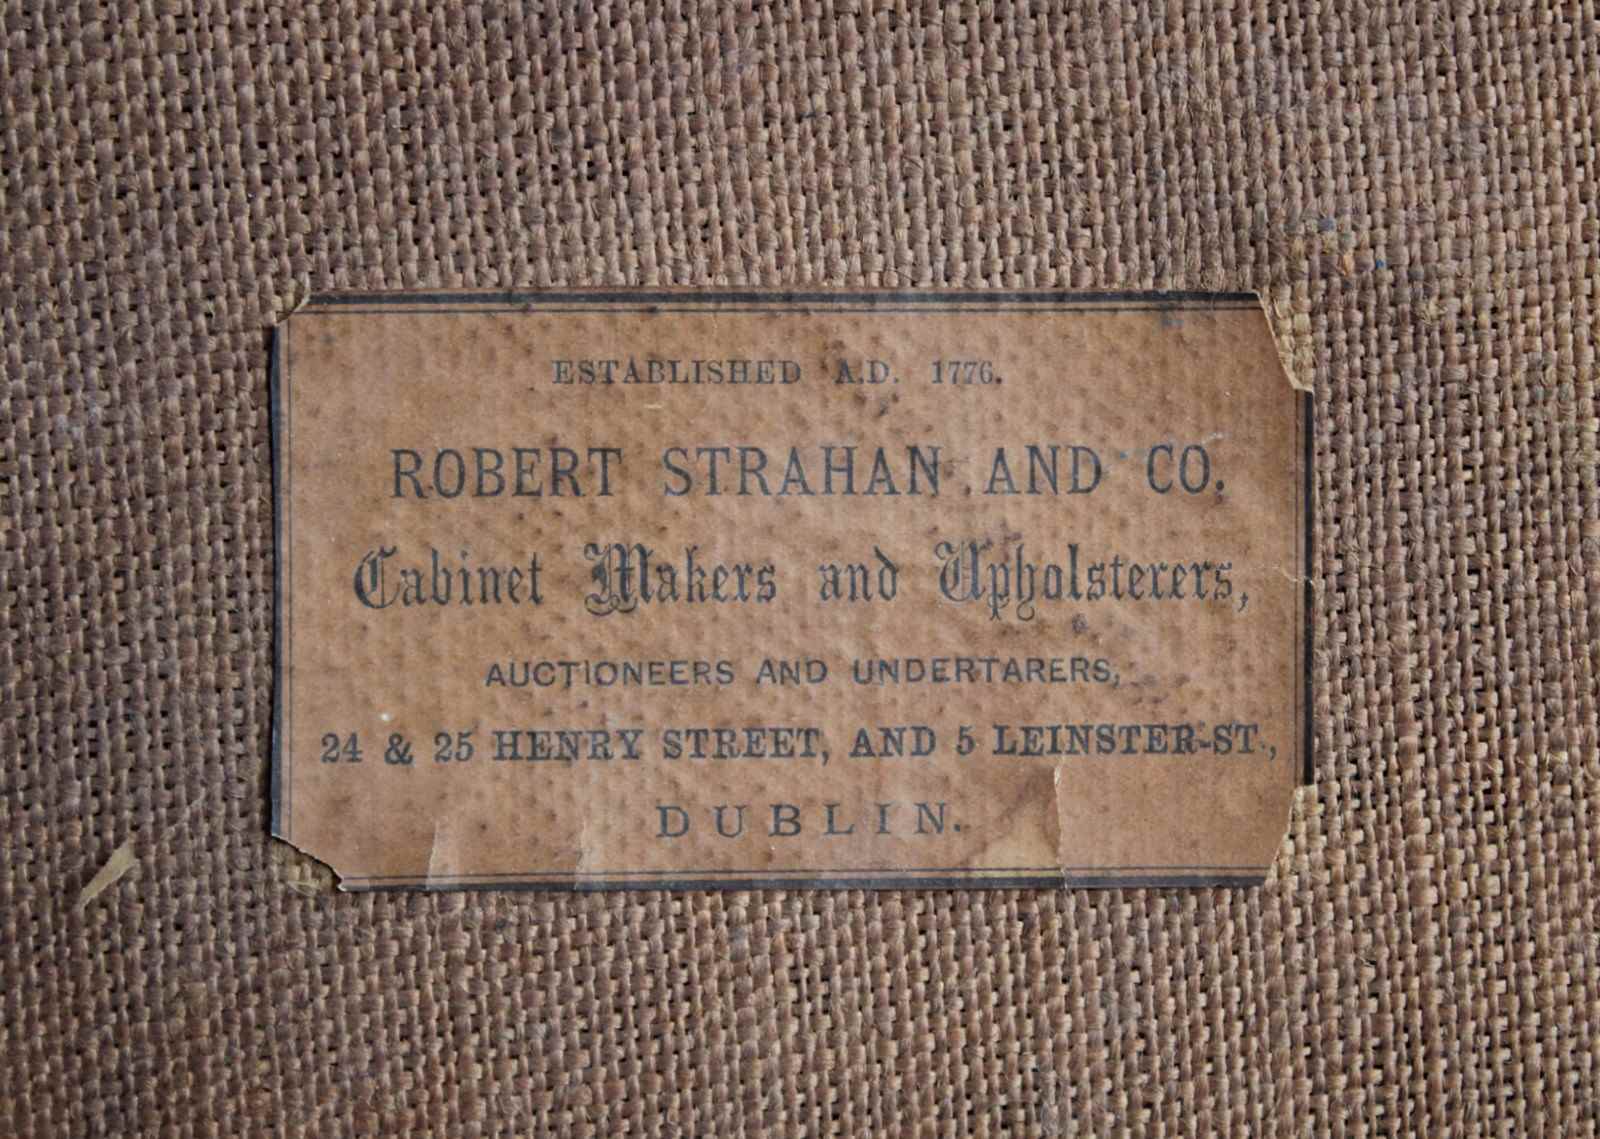 ESTABLISHED A.D. 1776.
ROBERT STRAHAN AND CO.
Cabinet Makers and Upholsterers,
AUCTIONEERS AND UNDERTARERS,
24 & 25 HENRY STREET, AND 5 LEINSTER-ST.,
DUBLIN.